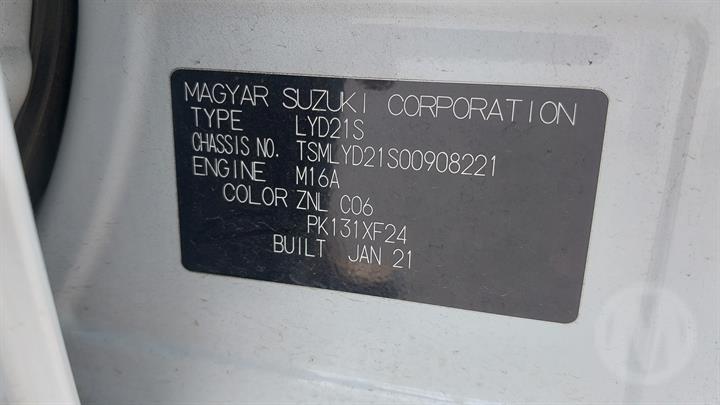 MAGYAR SUZUKI CORPORATION
TYPE LYD21S
CHASSIS NO. TSMLYD21S00908221
ENGINE M16A
COLOR ZNL C06
PK131XF24
BUILT JAN 21
M